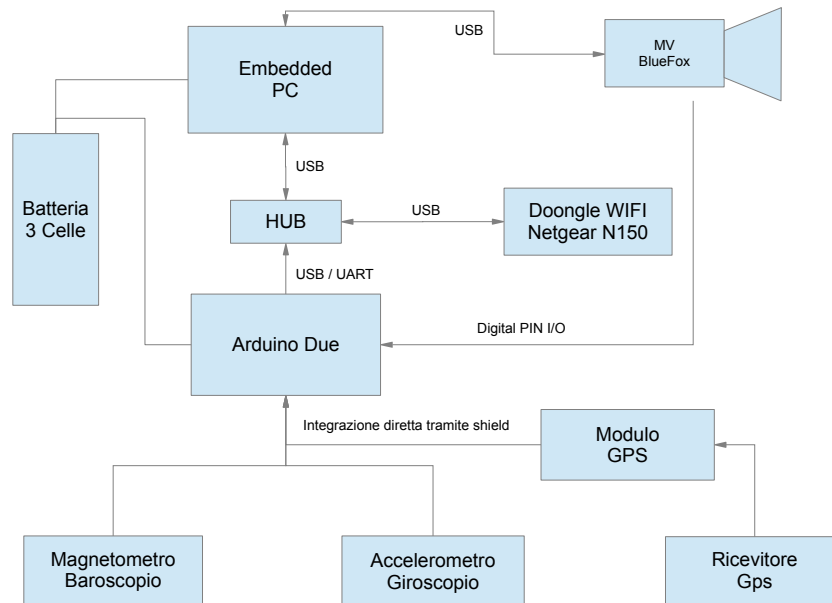 USB
MV
BlueFox
Embedded
PC
USB
Batteria
3 Celle
HUB
USB
Doongle WIFI
Netgear N150
USB / UART
Arduino Due
Digital PIN I/O
Integrazione diretta tramite shield
Modulo
GPS
Magnetometro
Baroscopio
Accelerometro
Giroscopio
Ricevitore
Gps